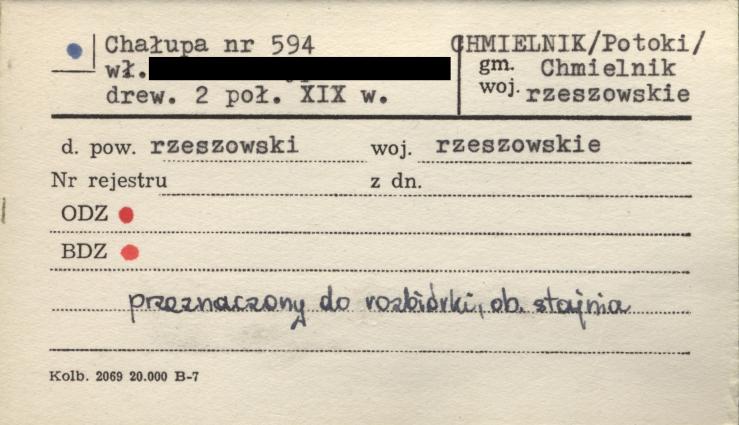 Chałupa nr 594
wł.
drew. 2 poł. XIX w.
CHMIELNIK/Potoki/
gm. Chmielnik
woj. rzeszowskie
d. pow. rzeszowski woj. rzeszowskie
Nr rejestru z dn.
ODZ
BDZ
przeznaczony do rozbiórki, ob. stajnia
Kolb. 2069 20.000 B-7